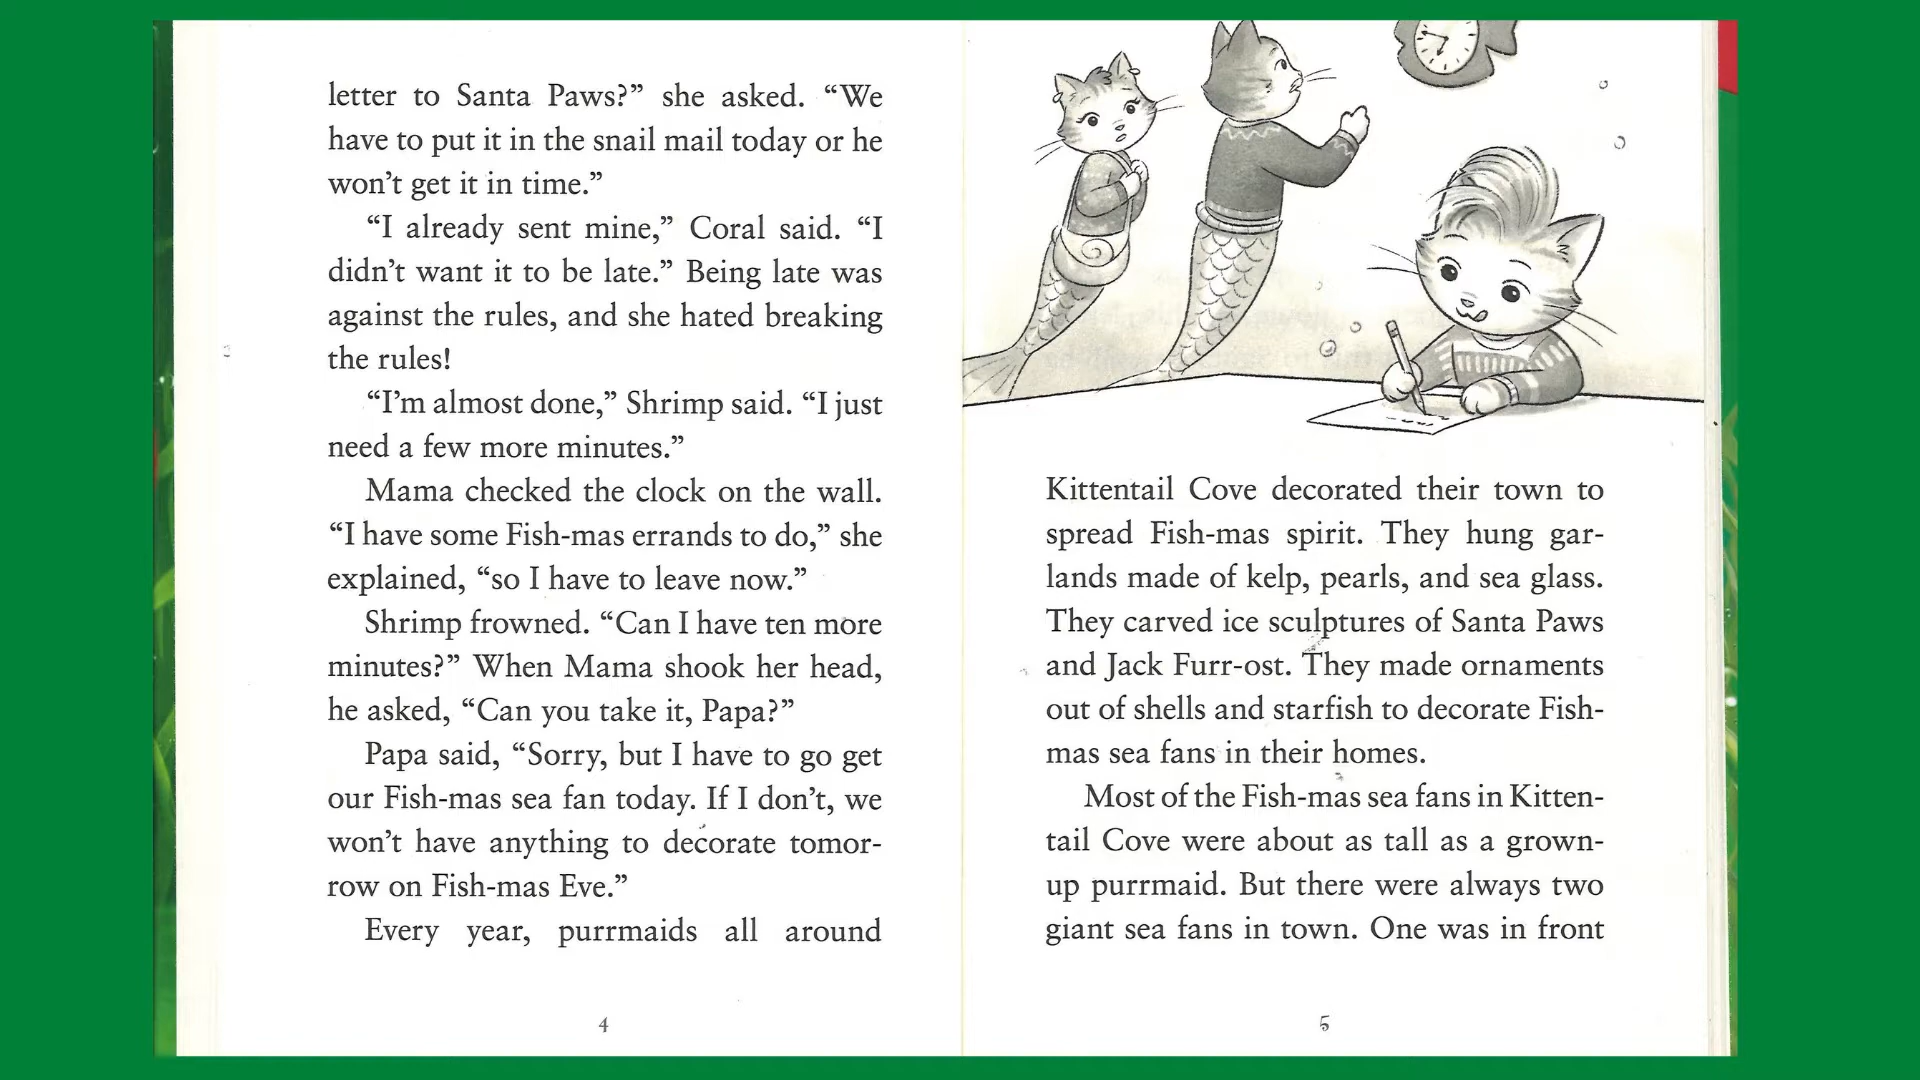 letter to Santa Paws?” she asked. “We
have to put it in the snail mail today or he
won’t get it in time.”
“I already sent mine,” Coral said. “I
didn’t want it to be late.” Being late was
against the rules, and she hated breaking
the rules!
“I’m almost done,” Shrimp said. “I just
need a few more minutes.”
Mama checked the clock on the wall.
“I have some Fish-mas errands to do,” she
explained, “so I have to leave now.”
Shrimp frowned. “Can I have ten more
minutes?” When Mama shook her head,
he asked, “Can you take it, Papa?”
Papa said, “Sorry, but I have to go get
our Fish-mas sea fan today. If I don’t, we
won’t have anything to decorate tomor-
row on Fish-mas Eve.”
Every year, purrmaids all around
4
Kittentail Cove decorated their town to
spread Fish-mas spirit. They hung gar-
lands made of kelp, pearls, and sea glass.
They carved ice sculptures of Santa Paws
and Jack Furr-ost. They made ornaments
out of shells and starfish to decorate Fish-
mas sea fans in their homes.
Most of the Fish-mas sea fans in Kitten-
tail Cove were about as tall as a grown-
up purrmaid. But there were always two
giant sea fans in town. One was in front
5